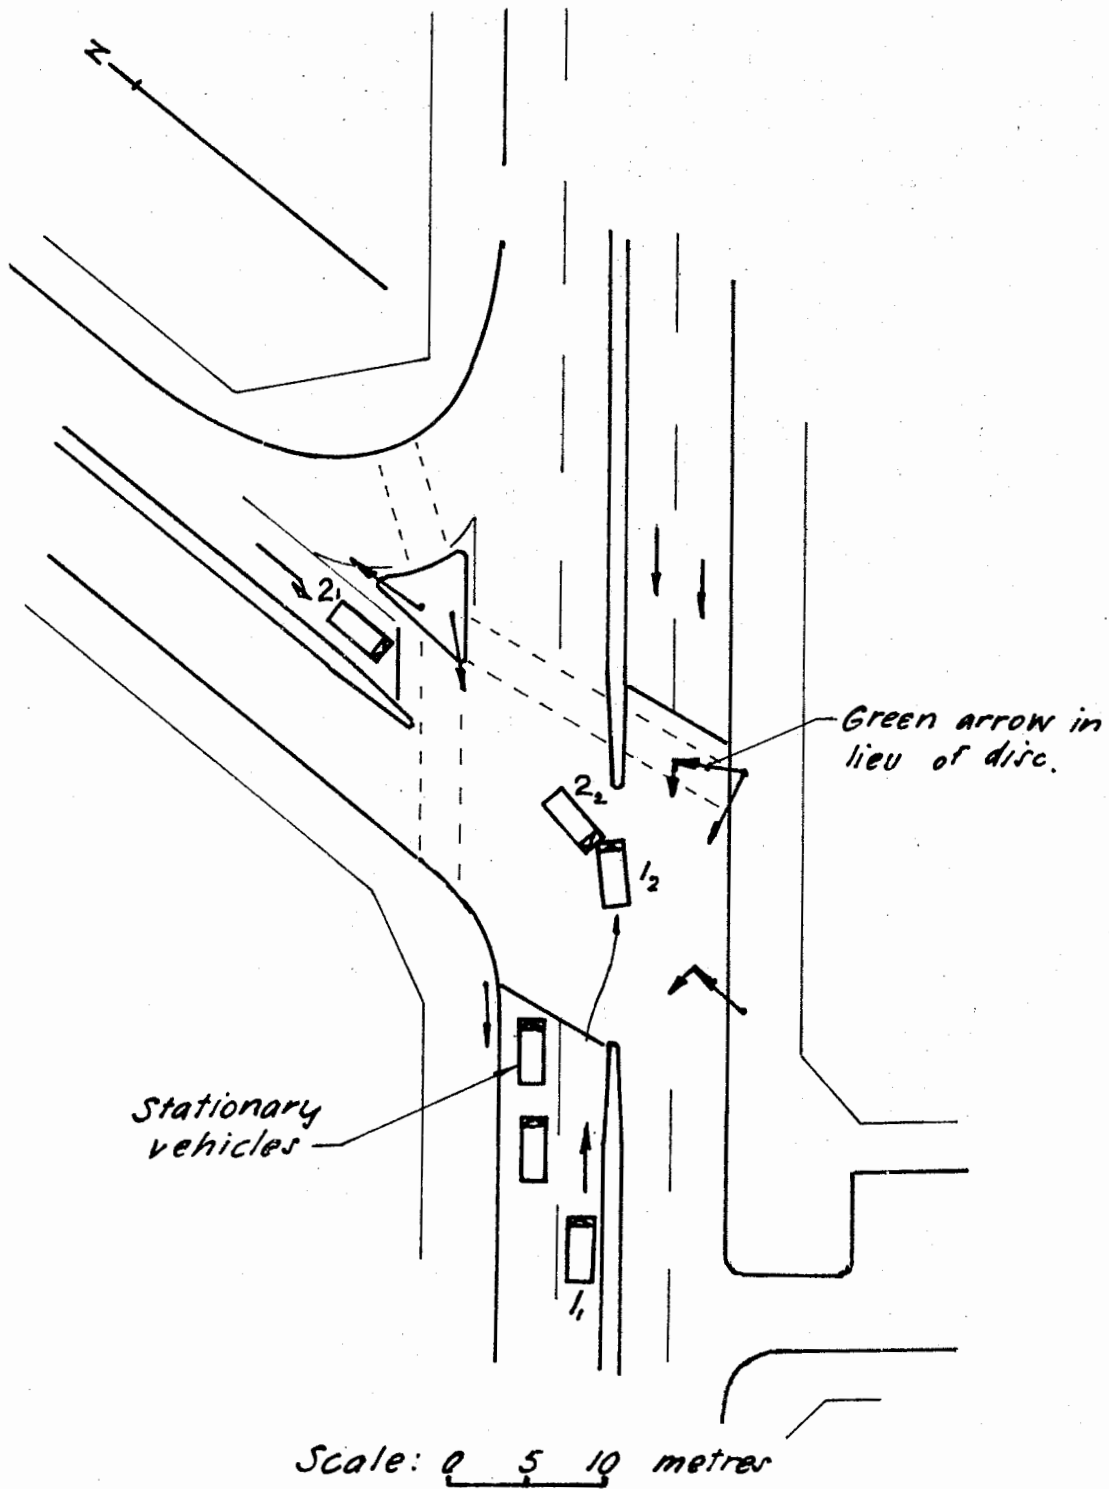 N
2₁
Green arrow in
lieu of disc.
2₂
1₂
Stationary
vehicles
1₁
Scale: 0 5 10 metres